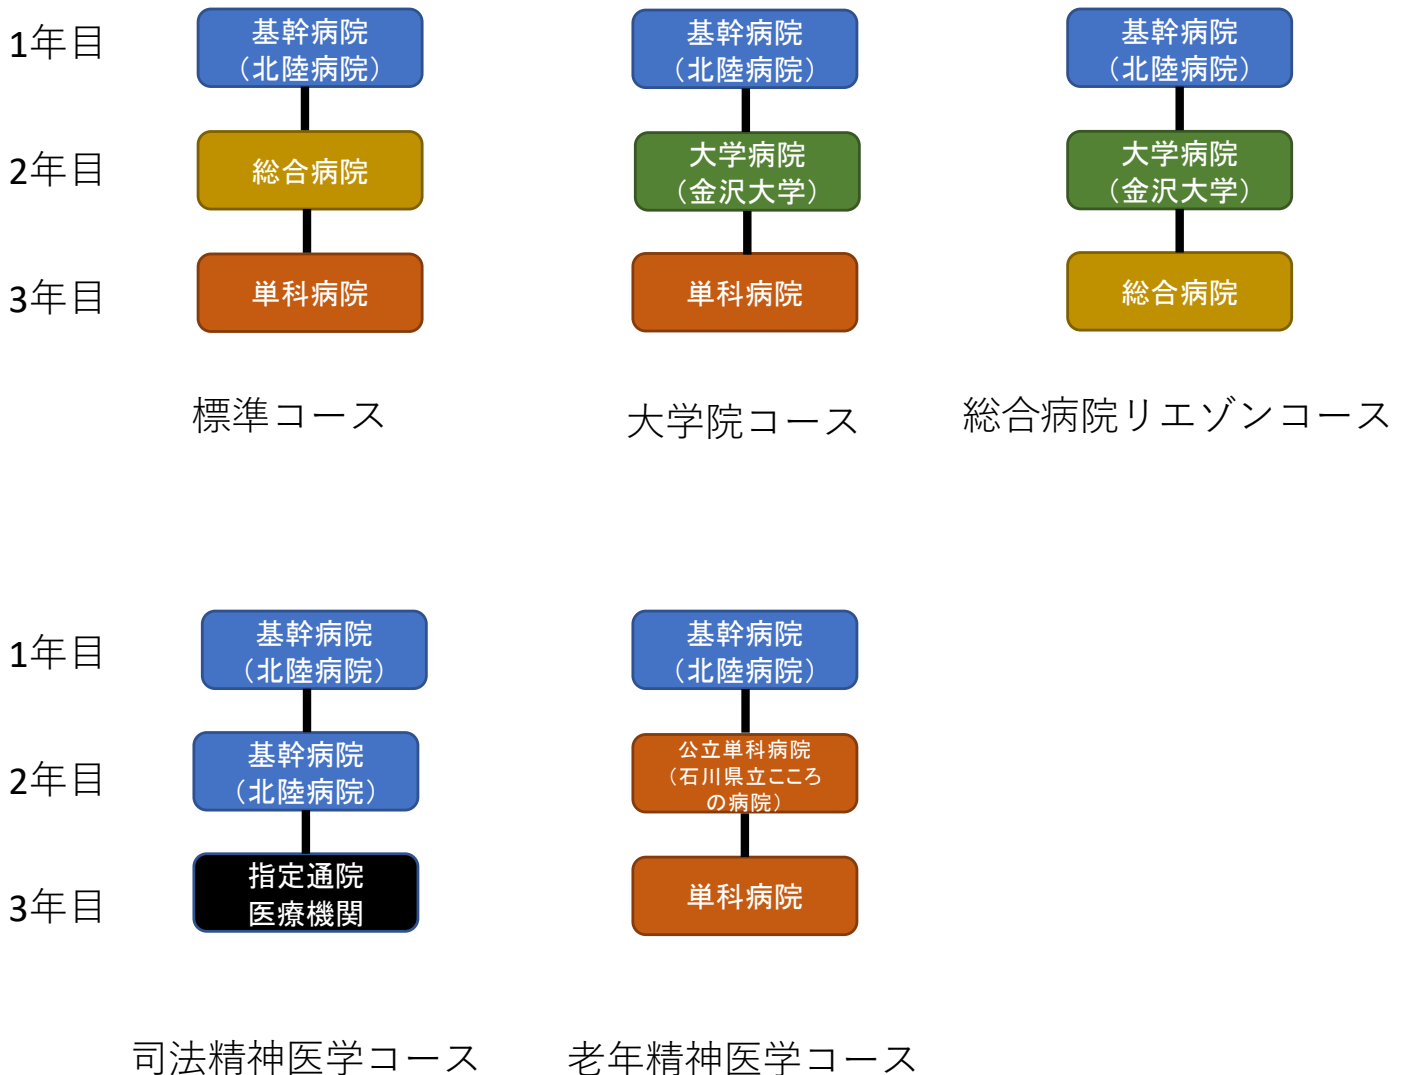 1年目
基幹病院
（北陸病院）
基幹病院
（北陸病院）
基幹病院
（北陸病院）
2年目
総合病院
大学病院
（金沢大学）
大学病院
（金沢大学）
3年目
単科病院
単科病院
総合病院
標準コース
大学院コース
総合病院リエゾンコース
1年目
基幹病院
（北陸病院）
基幹病院
（北陸病院）
2年目
基幹病院
（北陸病院）
公立単科病院
（石川県立こころ
の病院）
3年目
指定通院
医療機関
単科病院
司法精神医学コース
老年精神医学コース